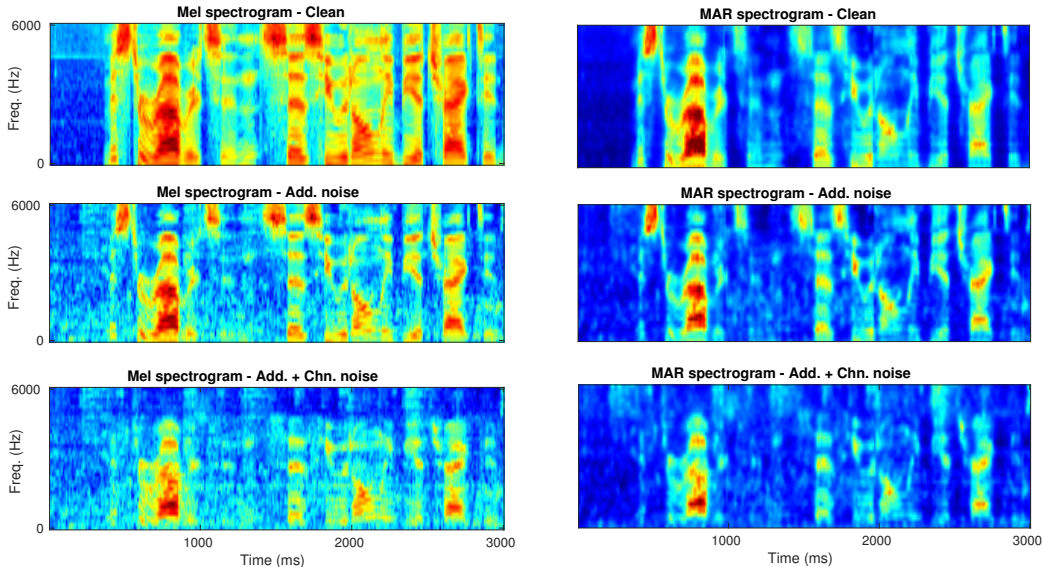 Mel spectrogram - Clean
MAR spectrogram - Clean
6000
Freq. (Hz)
0
Mel spectrogram - Add. noise
MAR spectrogram - Add. noise
6000
Freq. (Hz)
0
Mel spectrogram - Add. + Chn. noise
MAR spectrogram - Add. + Chn. noise
6000
Freq. (Hz)
0
1000 2000 3000
1000 2000 3000
Time (ms)
Time (ms)